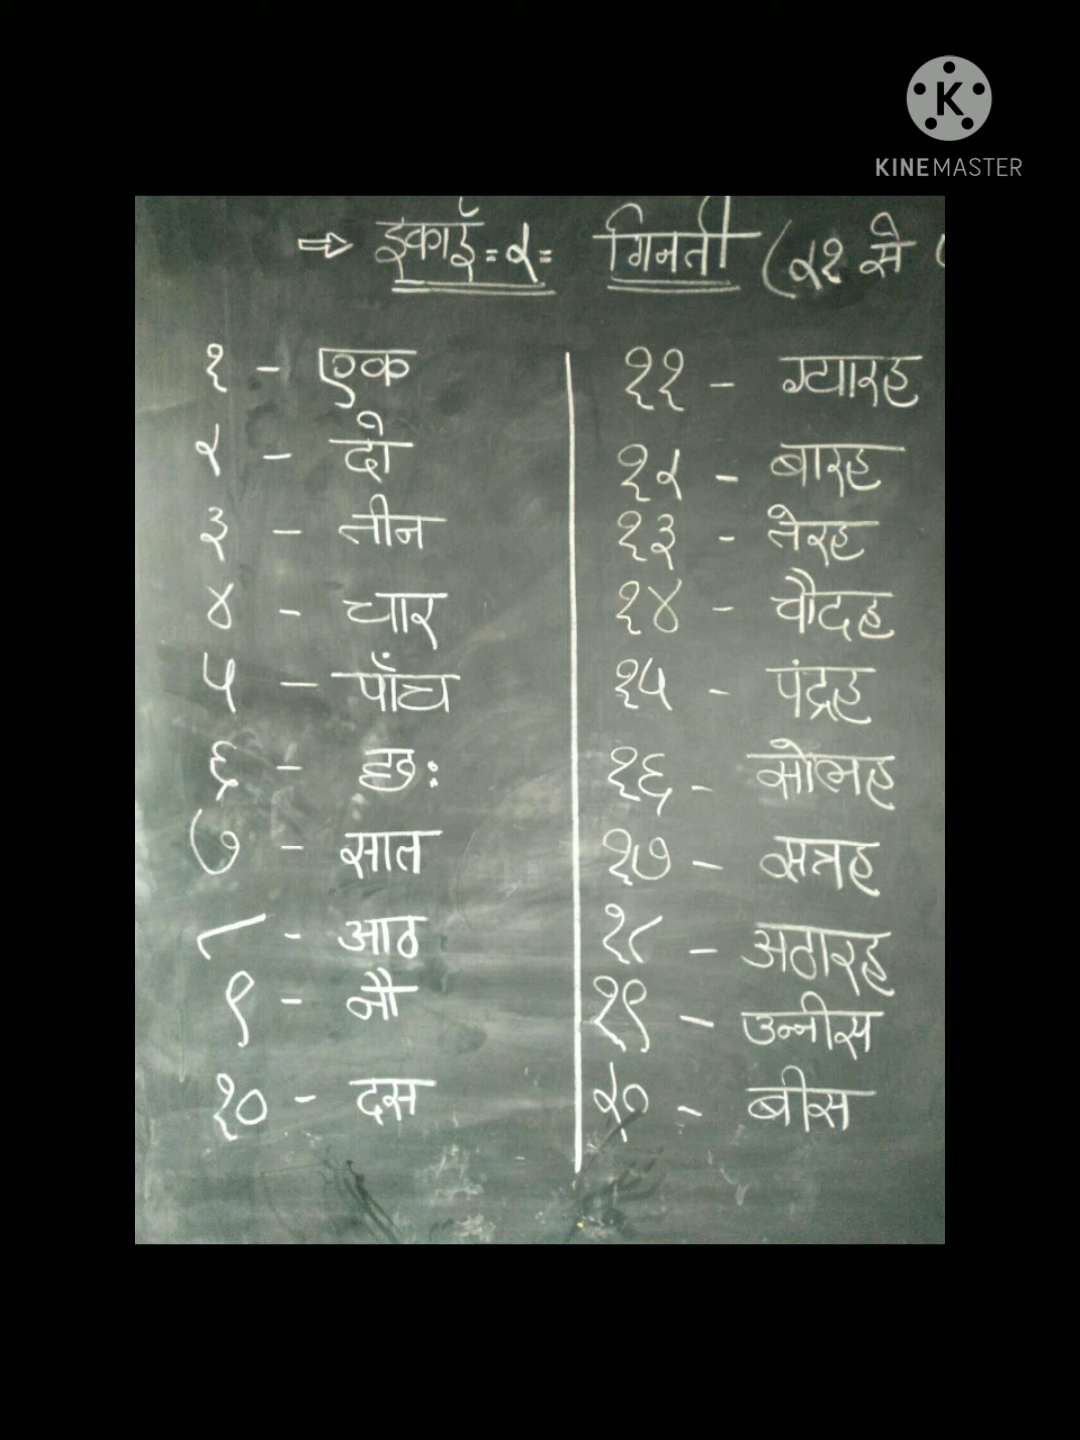 K
KINEMASTER
⇒ इकाई = २ = गिनती (२१ से (
१ - एक
२ - दो
३ - तीन
४ - चार
५ - पाँच
६ - छः
७ - सात
८ - आठ
९ - नौ
१० - दस
११ - ग्यारह
१२ - बारह
१३ - तेरह
१४ - चौदह
१५ - पंद्रह
१६ - सोलह
१७ - सत्रह
१८ - अठारह
१९ - उन्नीस
२० - बीस